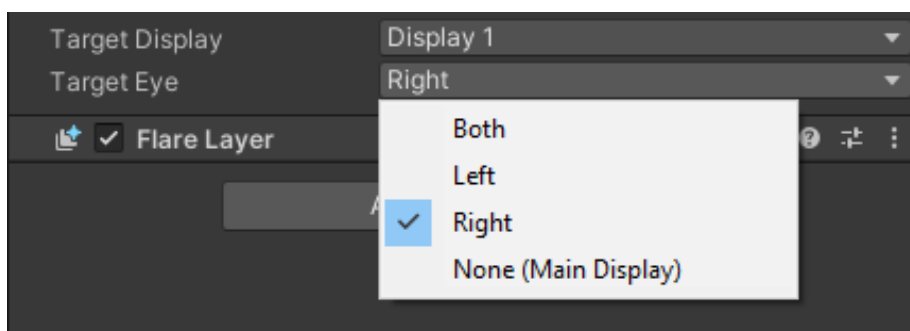 Target Display Display 1
Target Eye Right
Flare Layer
Both
Left
Right
None (Main Display)